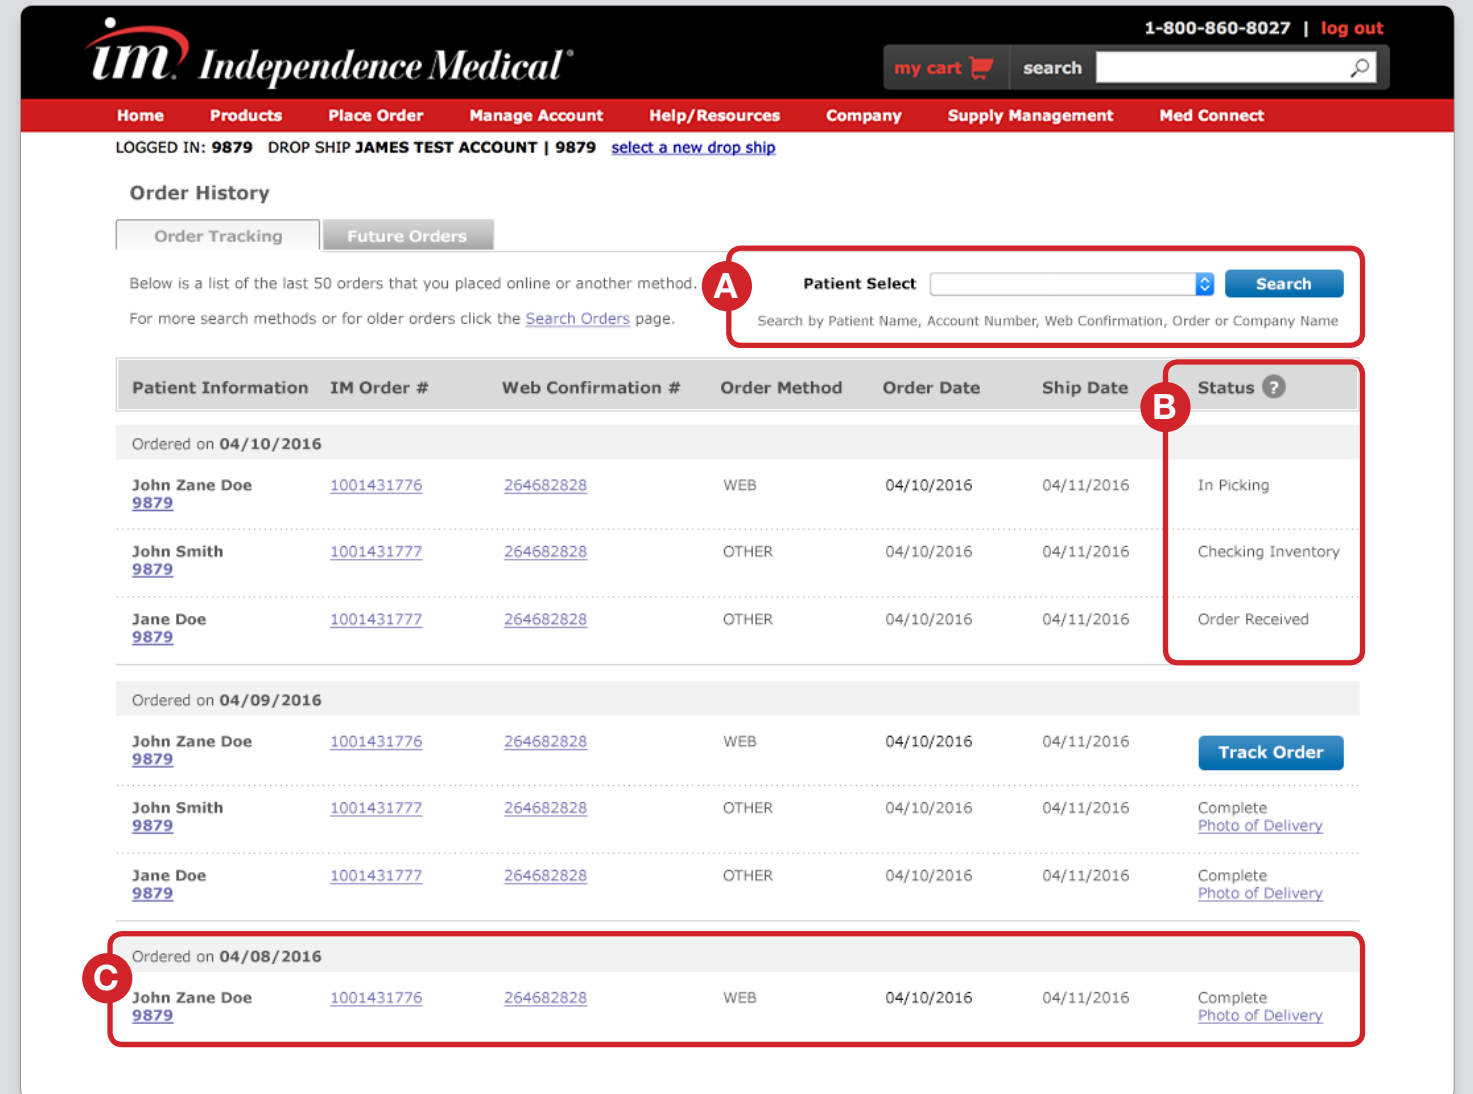 1-800-860-8027 | log out
im. Independence Medical®
my cart search
Home Products Place Order Manage Account Help/Resources Company Supply Management Med Connect
LOGGED IN: 9879 DROP SHIP JAMES TEST ACCOUNT | 9879 select a new drop ship
Order History
Order Tracking Future Orders
Below is a list of the last 50 orders that you placed online or another method.
A Patient Select Search
For more search methods or for older orders click the Search Orders page.
Search by Patient Name, Account Number, Web Confirmation, Order or Company Name
Patient Information IM Order # Web Confirmation # Order Method Order Date Ship Date Status ?
B
Ordered on 04/10/2016
John Zane Doe 1001431776 264682828 WEB 04/10/2016 04/11/2016 In Picking
9879
John Smith 1001431777 264682828 OTHER 04/10/2016 04/11/2016 Checking Inventory
9879
Jane Doe 1001431777 264682828 OTHER 04/10/2016 04/11/2016 Order Received
9879
Ordered on 04/09/2016
John Zane Doe 1001431776 264682828 WEB 04/10/2016 04/11/2016 Track Order
9879
John Smith 1001431777 264682828 OTHER 04/10/2016 04/11/2016 Complete
9879 Photo of Delivery
Jane Doe 1001431777 264682828 OTHER 04/10/2016 04/11/2016 Complete
9879 Photo of Delivery
Ordered on 04/08/2016
C
John Zane Doe 1001431776 264682828 WEB 04/10/2016 04/11/2016 Complete
9879 Photo of Delivery